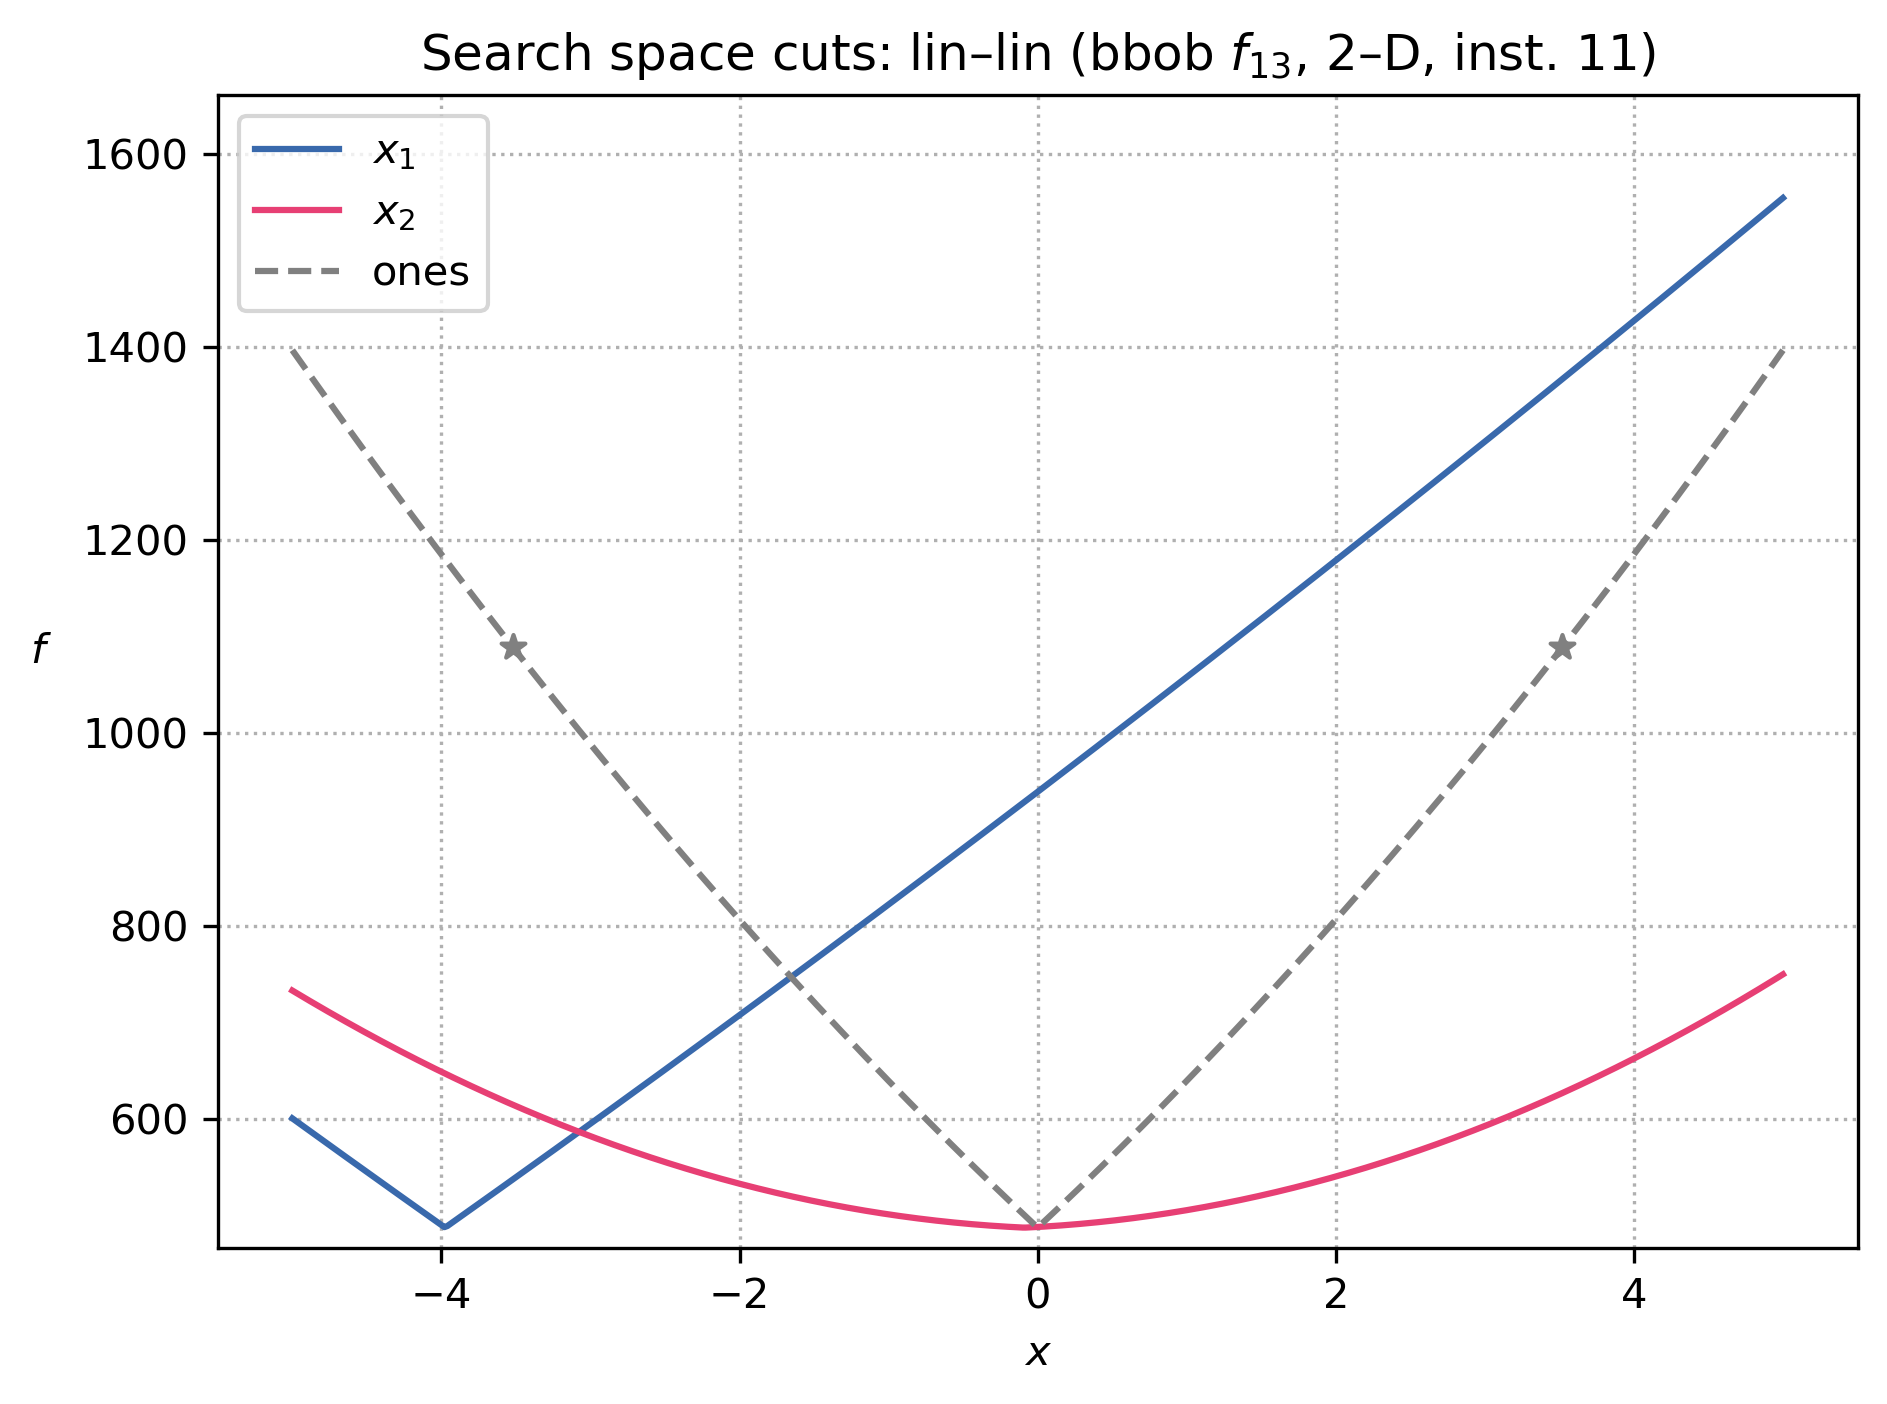 Search space cuts: lin–lin (bbob f₁₃, 2–D, inst. 11)
x₁
x₂
ones
1600
1400
1200
1000
800
600
f
−4
−2
0
2
4
x